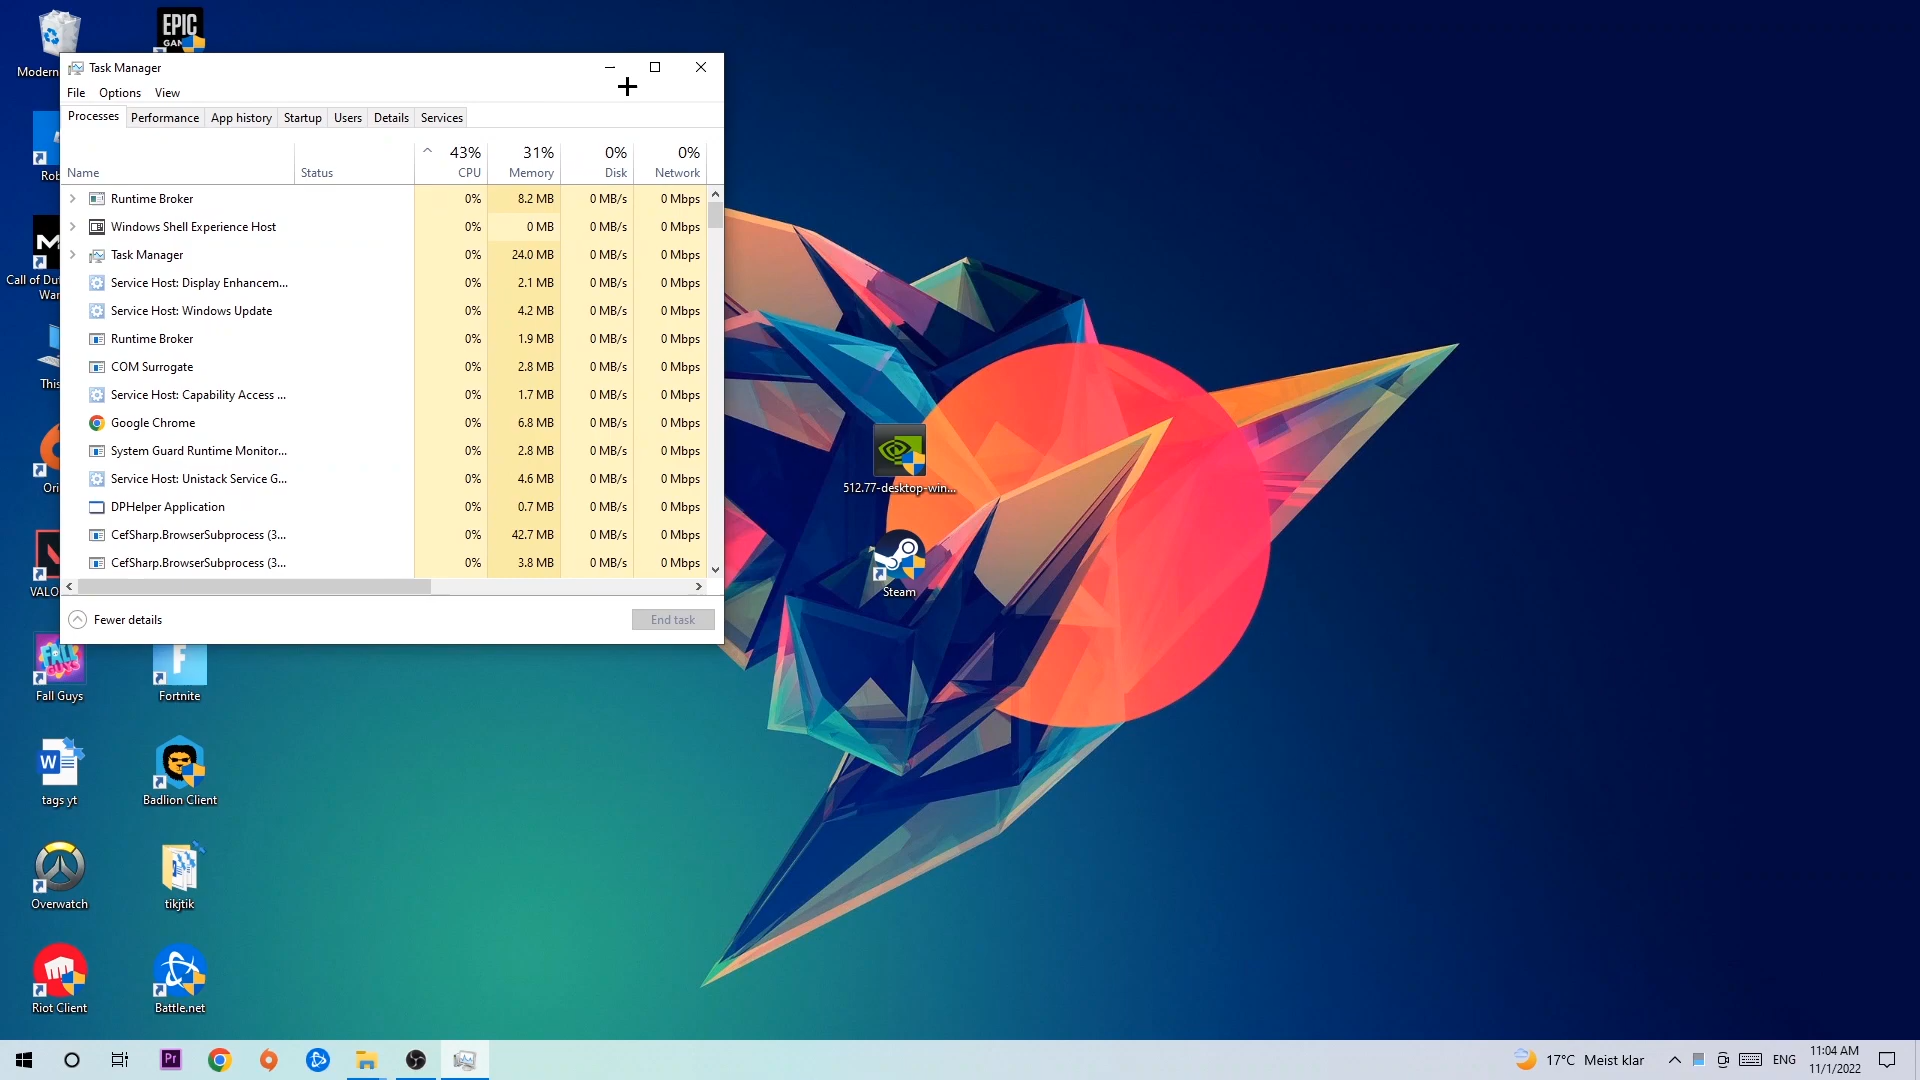 EPIC
GAM
Modern
Task Manager
File Options View
Processes Performance App history Startup Users Details Services
43% 31% 0% 0%
Name Status CPU Memory Disk Network
Runtime Broker 0% 8.2 MB 0 MB/s 0 Mbps
Windows Shell Experience Host 0% 0 MB 0 MB/s 0 Mbps
Task Manager 0% 24.0 MB 0 MB/s 0 Mbps
Service Host: Display Enhancem... 0% 2.1 MB 0 MB/s 0 Mbps
Service Host: Windows Update 0% 4.2 MB 0 MB/s 0 Mbps
Runtime Broker 0% 1.9 MB 0 MB/s 0 Mbps
COM Surrogate 0% 2.8 MB 0 MB/s 0 Mbps
Service Host: Capability Access ... 0% 1.7 MB 0 MB/s 0 Mbps
Google Chrome 0% 6.8 MB 0 MB/s 0 Mbps
System Guard Runtime Monitor... 0% 2.8 MB 0 MB/s 0 Mbps
Service Host: Unistack Service G... 0% 4.6 MB 0 MB/s 0 Mbps
DPHelper Application 0% 0.7 MB 0 MB/s 0 Mbps
CefSharp.BrowserSubprocess (3... 0% 42.7 MB 0 MB/s 0 Mbps
CefSharp.BrowserSubprocess (3... 0% 3.8 MB 0 MB/s 0 Mbps
Fewer details End task
Rob
M
Call of Du
War
This
Ori
VALO
512.77-desktop-win...
Steam
FALL
GUYS
Fall Guys
F
Fortnite
W
tags yt
Badlion Client
Overwatch
tikjtik
Riot Client
Battle.net
Pr
17°C Meist klar
ENG
11:04 AM
11/1/2022